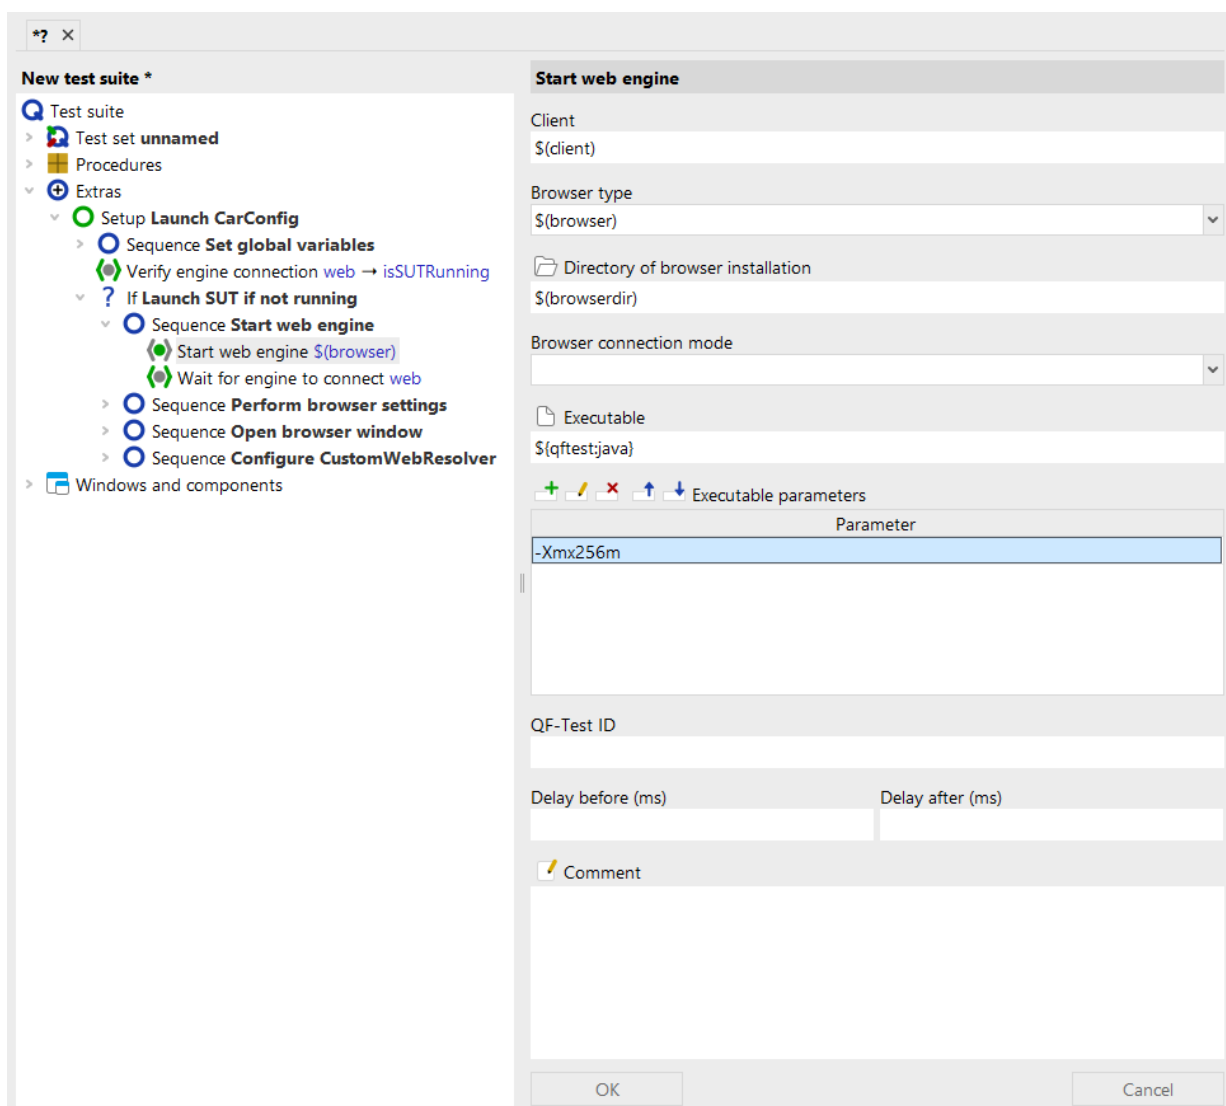 *?
New test suite *
Test suite
Test set unnamed
Procedures
Extras
Setup Launch CarConfig
Sequence Set global variables
Verify engine connection web → isSUTRunning
If Launch SUT if not running
Sequence Start web engine
Start web engine $(browser)
Wait for engine to connect web
Sequence Perform browser settings
Sequence Open browser window
Sequence Configure CustomWebResolver
Windows and components
Start web engine
Client
$(client)
Browser type
$(browser)
Directory of browser installation
$(browserdir)
Browser connection mode
Executable
${qftest:java}
Executable parameters
Parameter
-Xmx256m
QF-Test ID
Delay before (ms) Delay after (ms)
Comment
OK Cancel